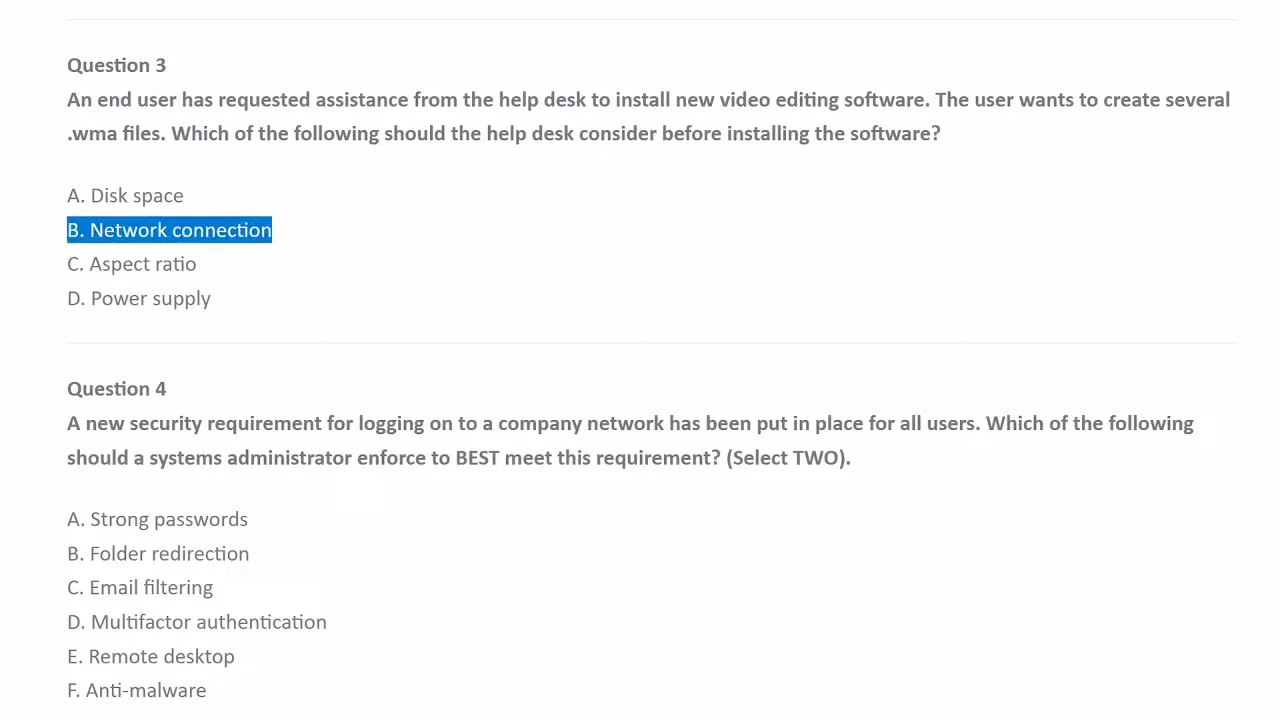 Question 3
An end user has requested assistance from the help desk to install new video editing software. The user wants to create several
.wma files. Which of the following should the help desk consider before installing the software?
A. Disk space
B. Network connection
C. Aspect ratio
D. Power supply
Question 4
A new security requirement for logging on to a company network has been put in place for all users. Which of the following
should a systems administrator enforce to BEST meet this requirement? (Select TWO).
A. Strong passwords
B. Folder redirection
C. Email filtering
D. Multifactor authentication
E. Remote desktop
F. Anti-malware